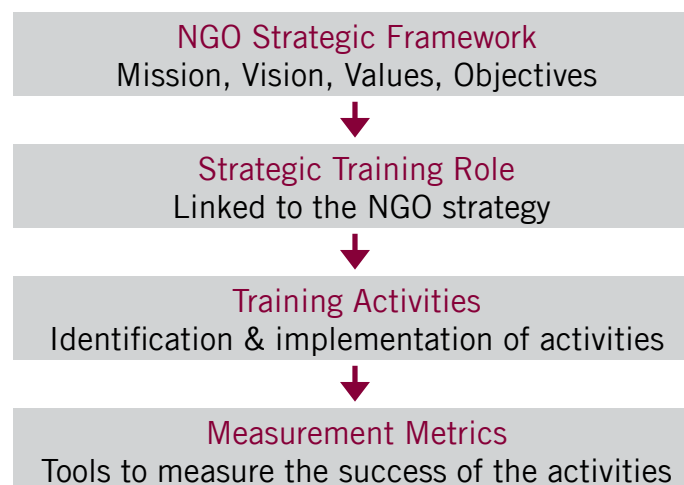 NGO Strategic Framework
Mission, Vision, Values, Objectives
Strategic Training Role
Linked to the NGO strategy
Training Activities
Identification & implementation of activities
Measurement Metrics
Tools to measure the success of the activities